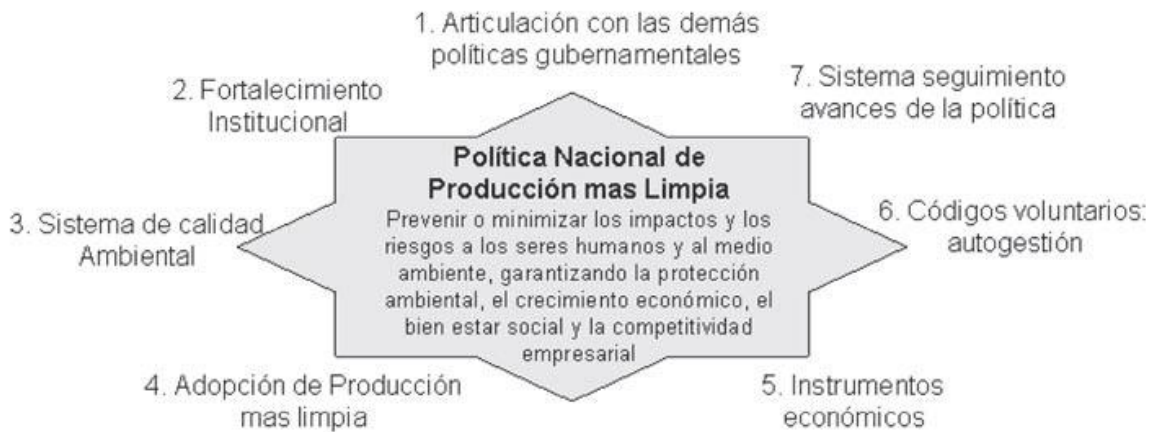 1. Articulación con las demás
políticas gubernamentales
2. Fortalecimiento
Institucional
3. Sistema de calidad
Ambiental
4. Adopción de Producción
mas limpia
5. Instrumentos
económicos
6. Códigos voluntarios:
autogestión
7. Sistema seguimiento
avances de la política
Política Nacional de
Producción mas Limpia
Prevenir o minimizar los impactos y los
riesgos a los seres humanos y al medio
ambiente, garantizando la protección
ambiental, el crecimiento económico, el
bien estar social y la competitividad
empresarial